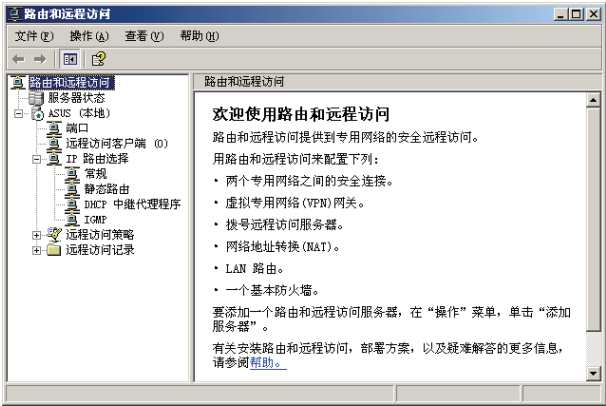 路由和远程访问
文件(F) 操作(A) 查看(V) 帮助(H)
路由和远程访问
服务器状态
ASUS (本地)
端口
远程访问客户端 (0)
IP 路由选择
常规
静态路由
DHCP 中继代理程序
IGMP
远程访问策略
远程访问记录
路由和远程访问
欢迎使用路由和远程访问
路由和远程访问提供到专用网络的安全远程访问。
用路由和远程访问来配置下列:
· 两个专用网络之间的安全连接。
· 虚拟专用网络(VPN)网关。
· 拨号远程访问服务器。
· 网络地址转换(NAT)。
· LAN 路由。
· 一个基本防火墙。
要添加一个路由和远程访问服务器，在“操作”菜单，单击“添加
服务器”。
有关安装路由和远程访问，部署方案，以及疑难解答的更多信息，
请参阅帮助。